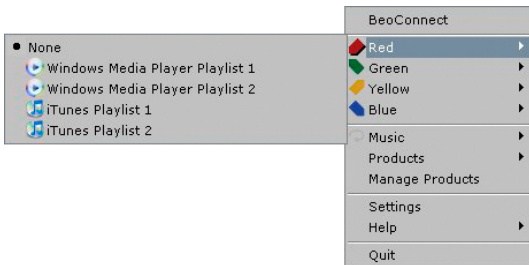 BeoConnect
Red
Green
Yellow
Blue
Music
Products
Manage Products
Settings
Help
Quit
None
Windows Media Player Playlist 1
Windows Media Player Playlist 2
iTunes Playlist 1
iTunes Playlist 2